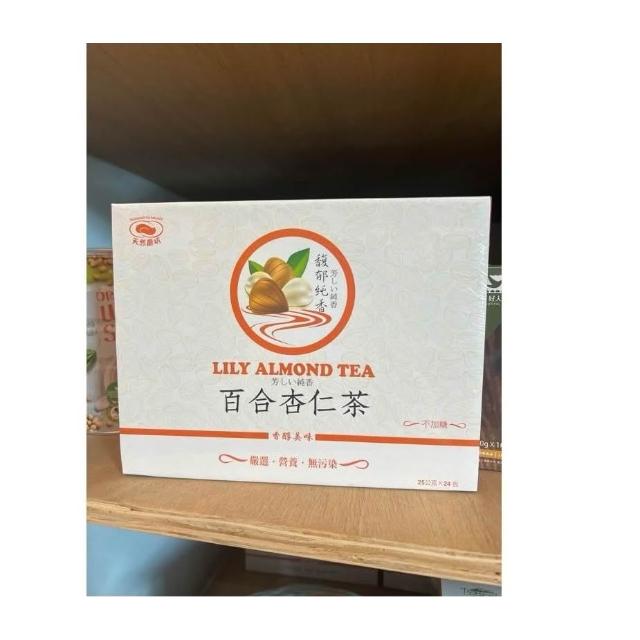 天然磨坊
馥郁純香
芳しい純香
LILY ALMOND TEA
芳しい純香
百合杏仁茶
不加糖
香醇美味
嚴選・營養・無污染
25公克×24包